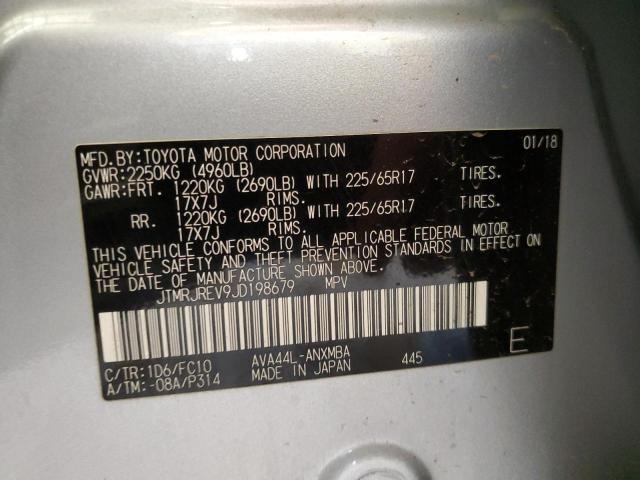 MFD. BY: TOYOTA MOTOR CORPORATION 01/18
GVWR: 2250KG (4960LB)
GAWR: FRT. 1220KG (2690LB) WITH 225/65R17 TIRES.
17X7J RIMS.
RR. 1220KG (2690LB) WITH 225/65R17 TIRES.
17X7J RIMS.
THIS VEHICLE CONFORMS TO ALL APPLICABLE FEDERAL MOTOR
VEHICLE SAFETY AND THEFT PREVENTION STANDARDS IN EFFECT ON
THE DATE OF MANUFACTURE SHOWN ABOVE.
JTMRJREV9JD198679 MPV
C/TR: 1D6/FC10 AVA44L-ANXMBA 445 E
A/TM: -08A/P314 MADE IN JAPAN